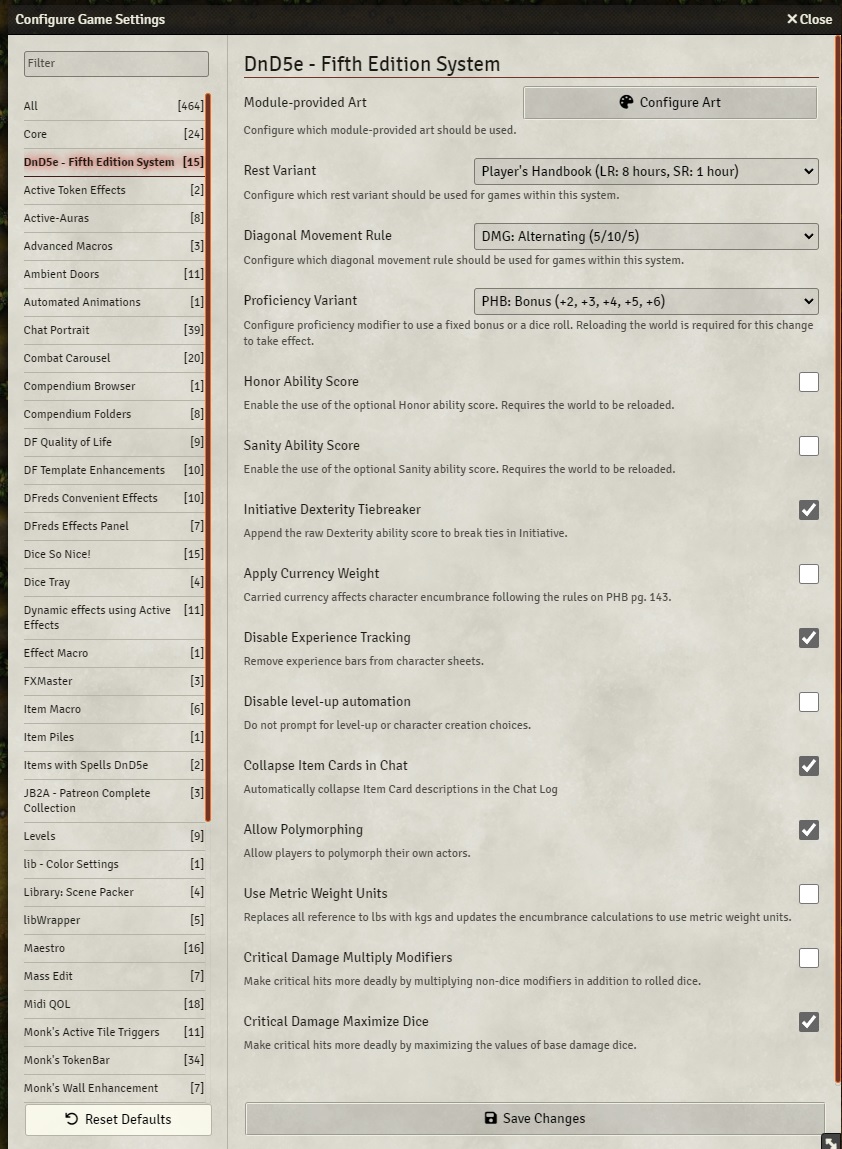 Configure Game Settings
Close
Filter
All [464]
Core [24]
DnD5e - Fifth Edition System [15]
Active Token Effects [2]
Active-Auras [8]
Advanced Macros [3]
Ambient Doors [11]
Automated Animations [1]
Chat Portrait [39]
Combat Carousel [20]
Compendium Browser [1]
Compendium Folders [8]
DF Quality of Life [9]
DF Template Enhancements [10]
DFreds Convenient Effects [10]
DFreds Effects Panel [7]
Dice So Nice! [15]
Dice Tray [4]
Dynamic effects using Active [11]
Effects
Effect Macro [1]
FXMaster [3]
Item Macro [6]
Item Piles [1]
Items with Spells DnD5e [2]
JB2A - Patreon Complete [3]
Collection
Levels [9]
lib - Color Settings [1]
Library: Scene Packer [4]
libWrapper [5]
Maestro [16]
Mass Edit [7]
Midi QOL [18]
Monk's Active Tile Triggers [11]
Monk's TokenBar [34]
Monk's Wall Enhancement [7]
Reset Defaults
DnD5e - Fifth Edition System
Module-provided Art
Configure Art
Configure which module-provided art should be used.
Rest Variant
Player's Handbook (LR: 8 hours, SR: 1 hour)
Configure which rest variant should be used for games within this system.
Diagonal Movement Rule
DMG: Alternating (5/10/5)
Configure which diagonal movement rule should be used for games within this system.
Proficiency Variant
PHB: Bonus (+2, +3, +4, +5, +6)
Configure proficiency modifier to use a fixed bonus or a dice roll. Reloading the world is required for this change
to take effect.
Honor Ability Score
Enable the use of the optional Honor ability score. Requires the world to be reloaded.
Sanity Ability Score
Enable the use of the optional Sanity ability score. Requires the world to be reloaded.
Initiative Dexterity Tiebreaker
Append the raw Dexterity ability score to break ties in Initiative.
Apply Currency Weight
Carried currency affects character encumbrance following the rules on PHB pg. 143.
Disable Experience Tracking
Remove experience bars from character sheets.
Disable level-up automation
Do not prompt for level-up or character creation choices.
Collapse Item Cards in Chat
Automatically collapse Item Card descriptions in the Chat Log
Allow Polymorphing
Allow players to polymorph their own actors.
Use Metric Weight Units
Replaces all reference to lbs with kgs and updates the encumbrance calculations to use metric weight units.
Critical Damage Multiply Modifiers
Make critical hits more deadly by multiplying non-dice modifiers in addition to rolled dice.
Critical Damage Maximize Dice
Make critical hits more deadly by maximizing the values of base damage dice.
Save Changes